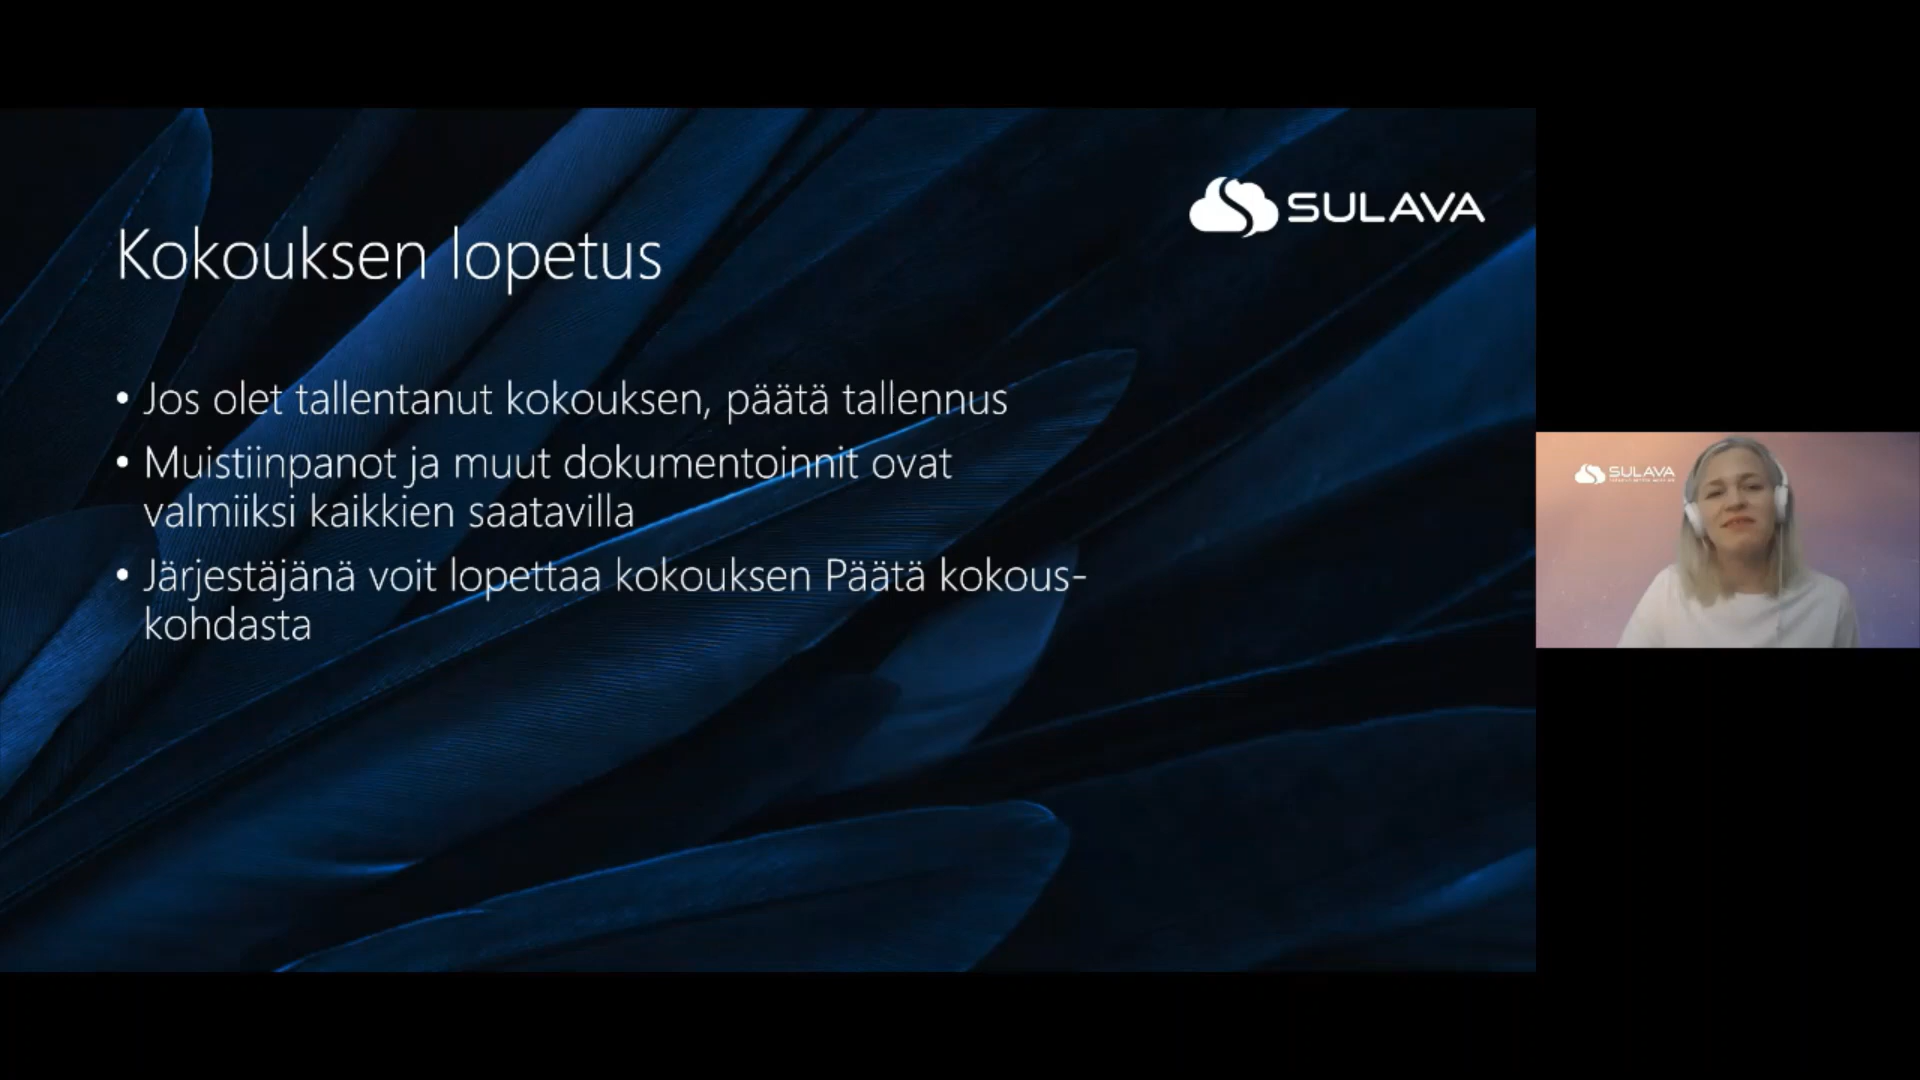 SULAVA
Kokouksen lopetus
• Jos olet tallentanut kokouksen, päätä tallennus
• Muistiinpanot ja muut dokumentoinnit ovat
valmiiksi kaikkien saatavilla
• Järjestäjänä voit lopettaa kokouksen Päätä kokous-
kohdasta
SULAVA